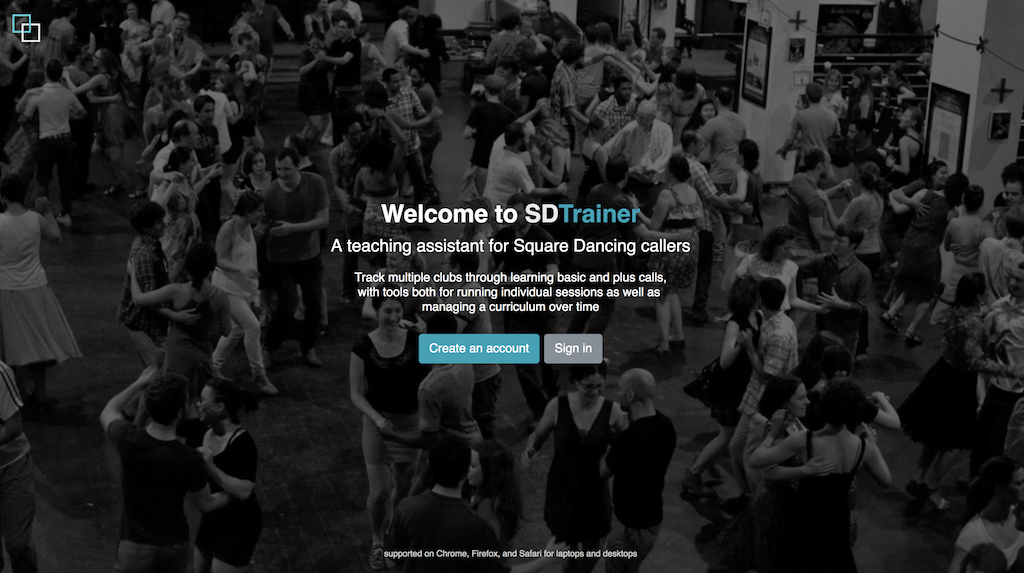 Welcome to SDTrainer
A teaching assistant for Square Dancing callers
Track multiple clubs through learning basic and plus calls,
with tools both for running individual sessions as well as
managing a curriculum over time
Create an account
Sign in
supported on Chrome, Firefox, and Safari for laptops and desktops